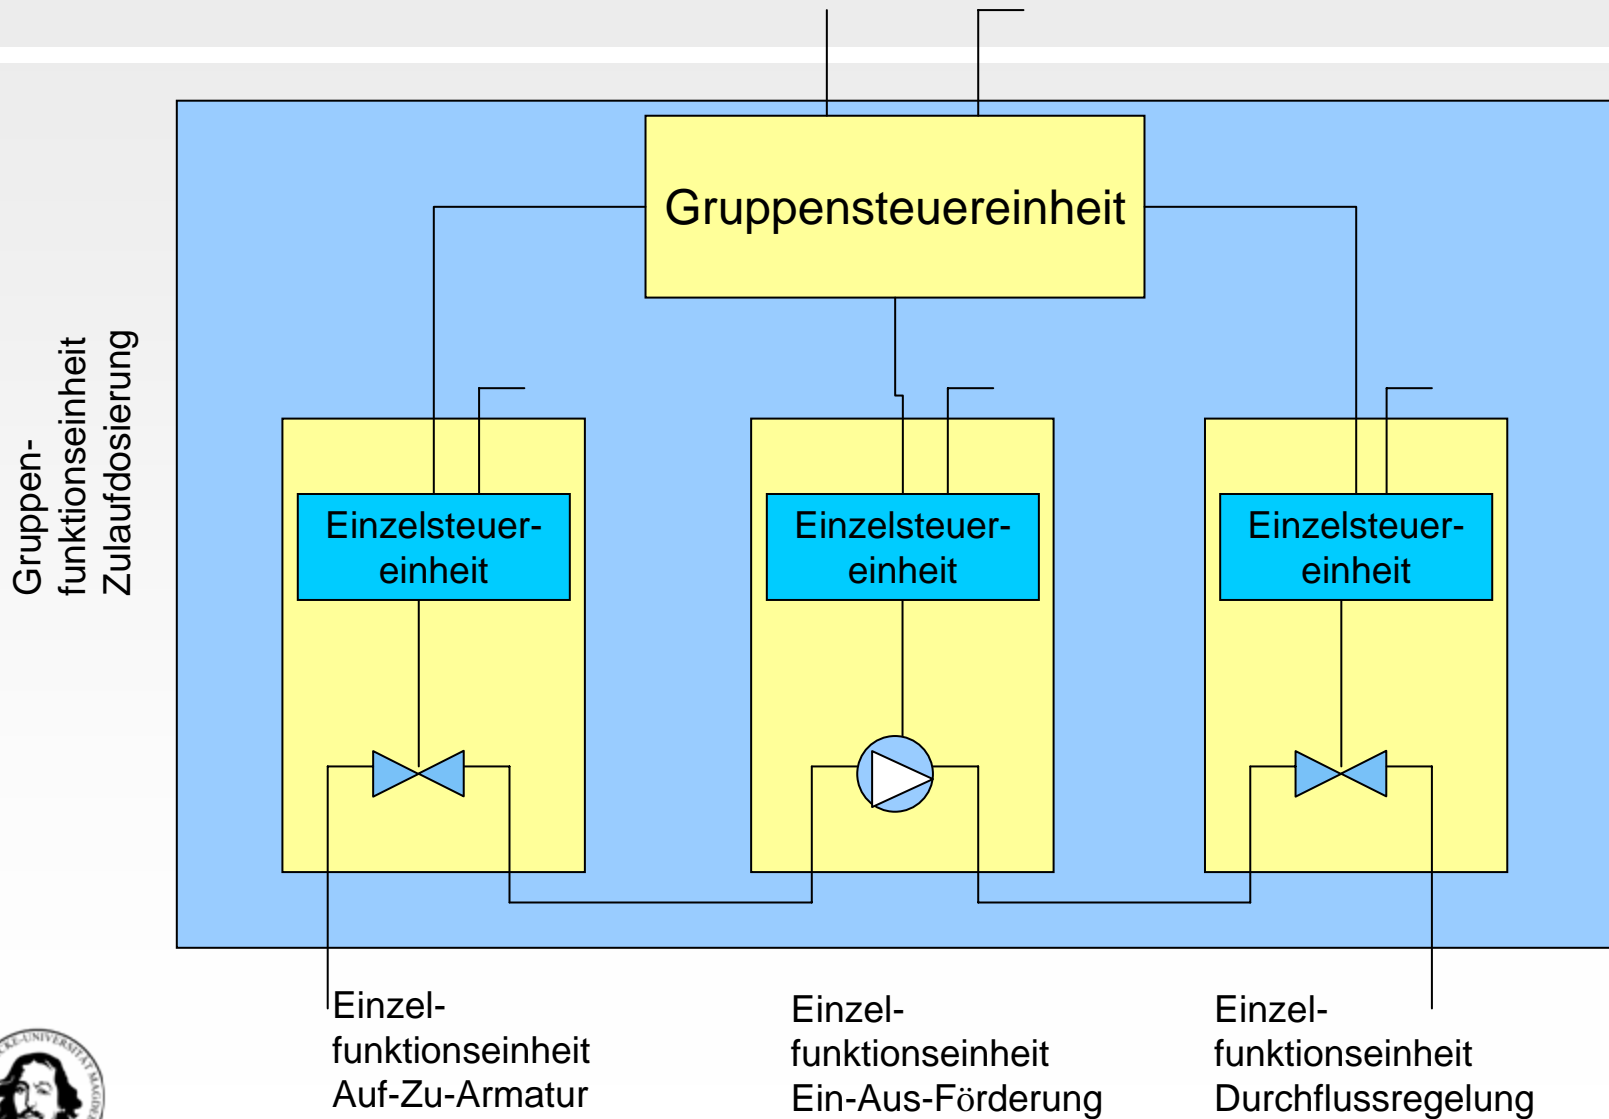 Gruppensteuereinheit
Gruppen-
funktionseinheit
Zulaufdosierung
Einzelsteuer-
einheit
Einzelsteuer-
einheit
Einzelsteuer-
einheit
Einzel-
funktionseinheit
Auf-Zu-Armatur
Einzel-
funktionseinheit
Ein-Aus-Förderung
Einzel-
funktionseinheit
Durchflussregelung